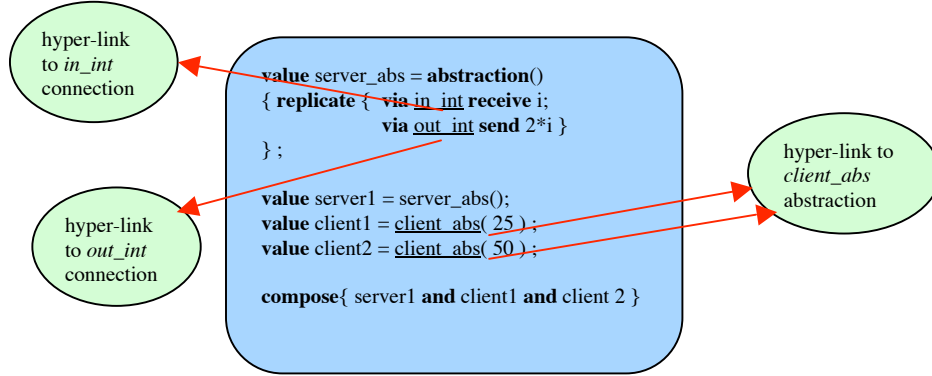 hyper-link
to in_int
connection
value server_abs = abstraction()
{ replicate { via in_int receive i;
via out_int send 2*i }
} ;
hyper-link to
client_abs
abstraction
value server1 = server_abs();
value client1 = client_abs( 25 ) ;
value client2 = client_abs( 50 ) ;
hyper-link
to out_int
connection
compose{ server1 and client1 and client 2 }